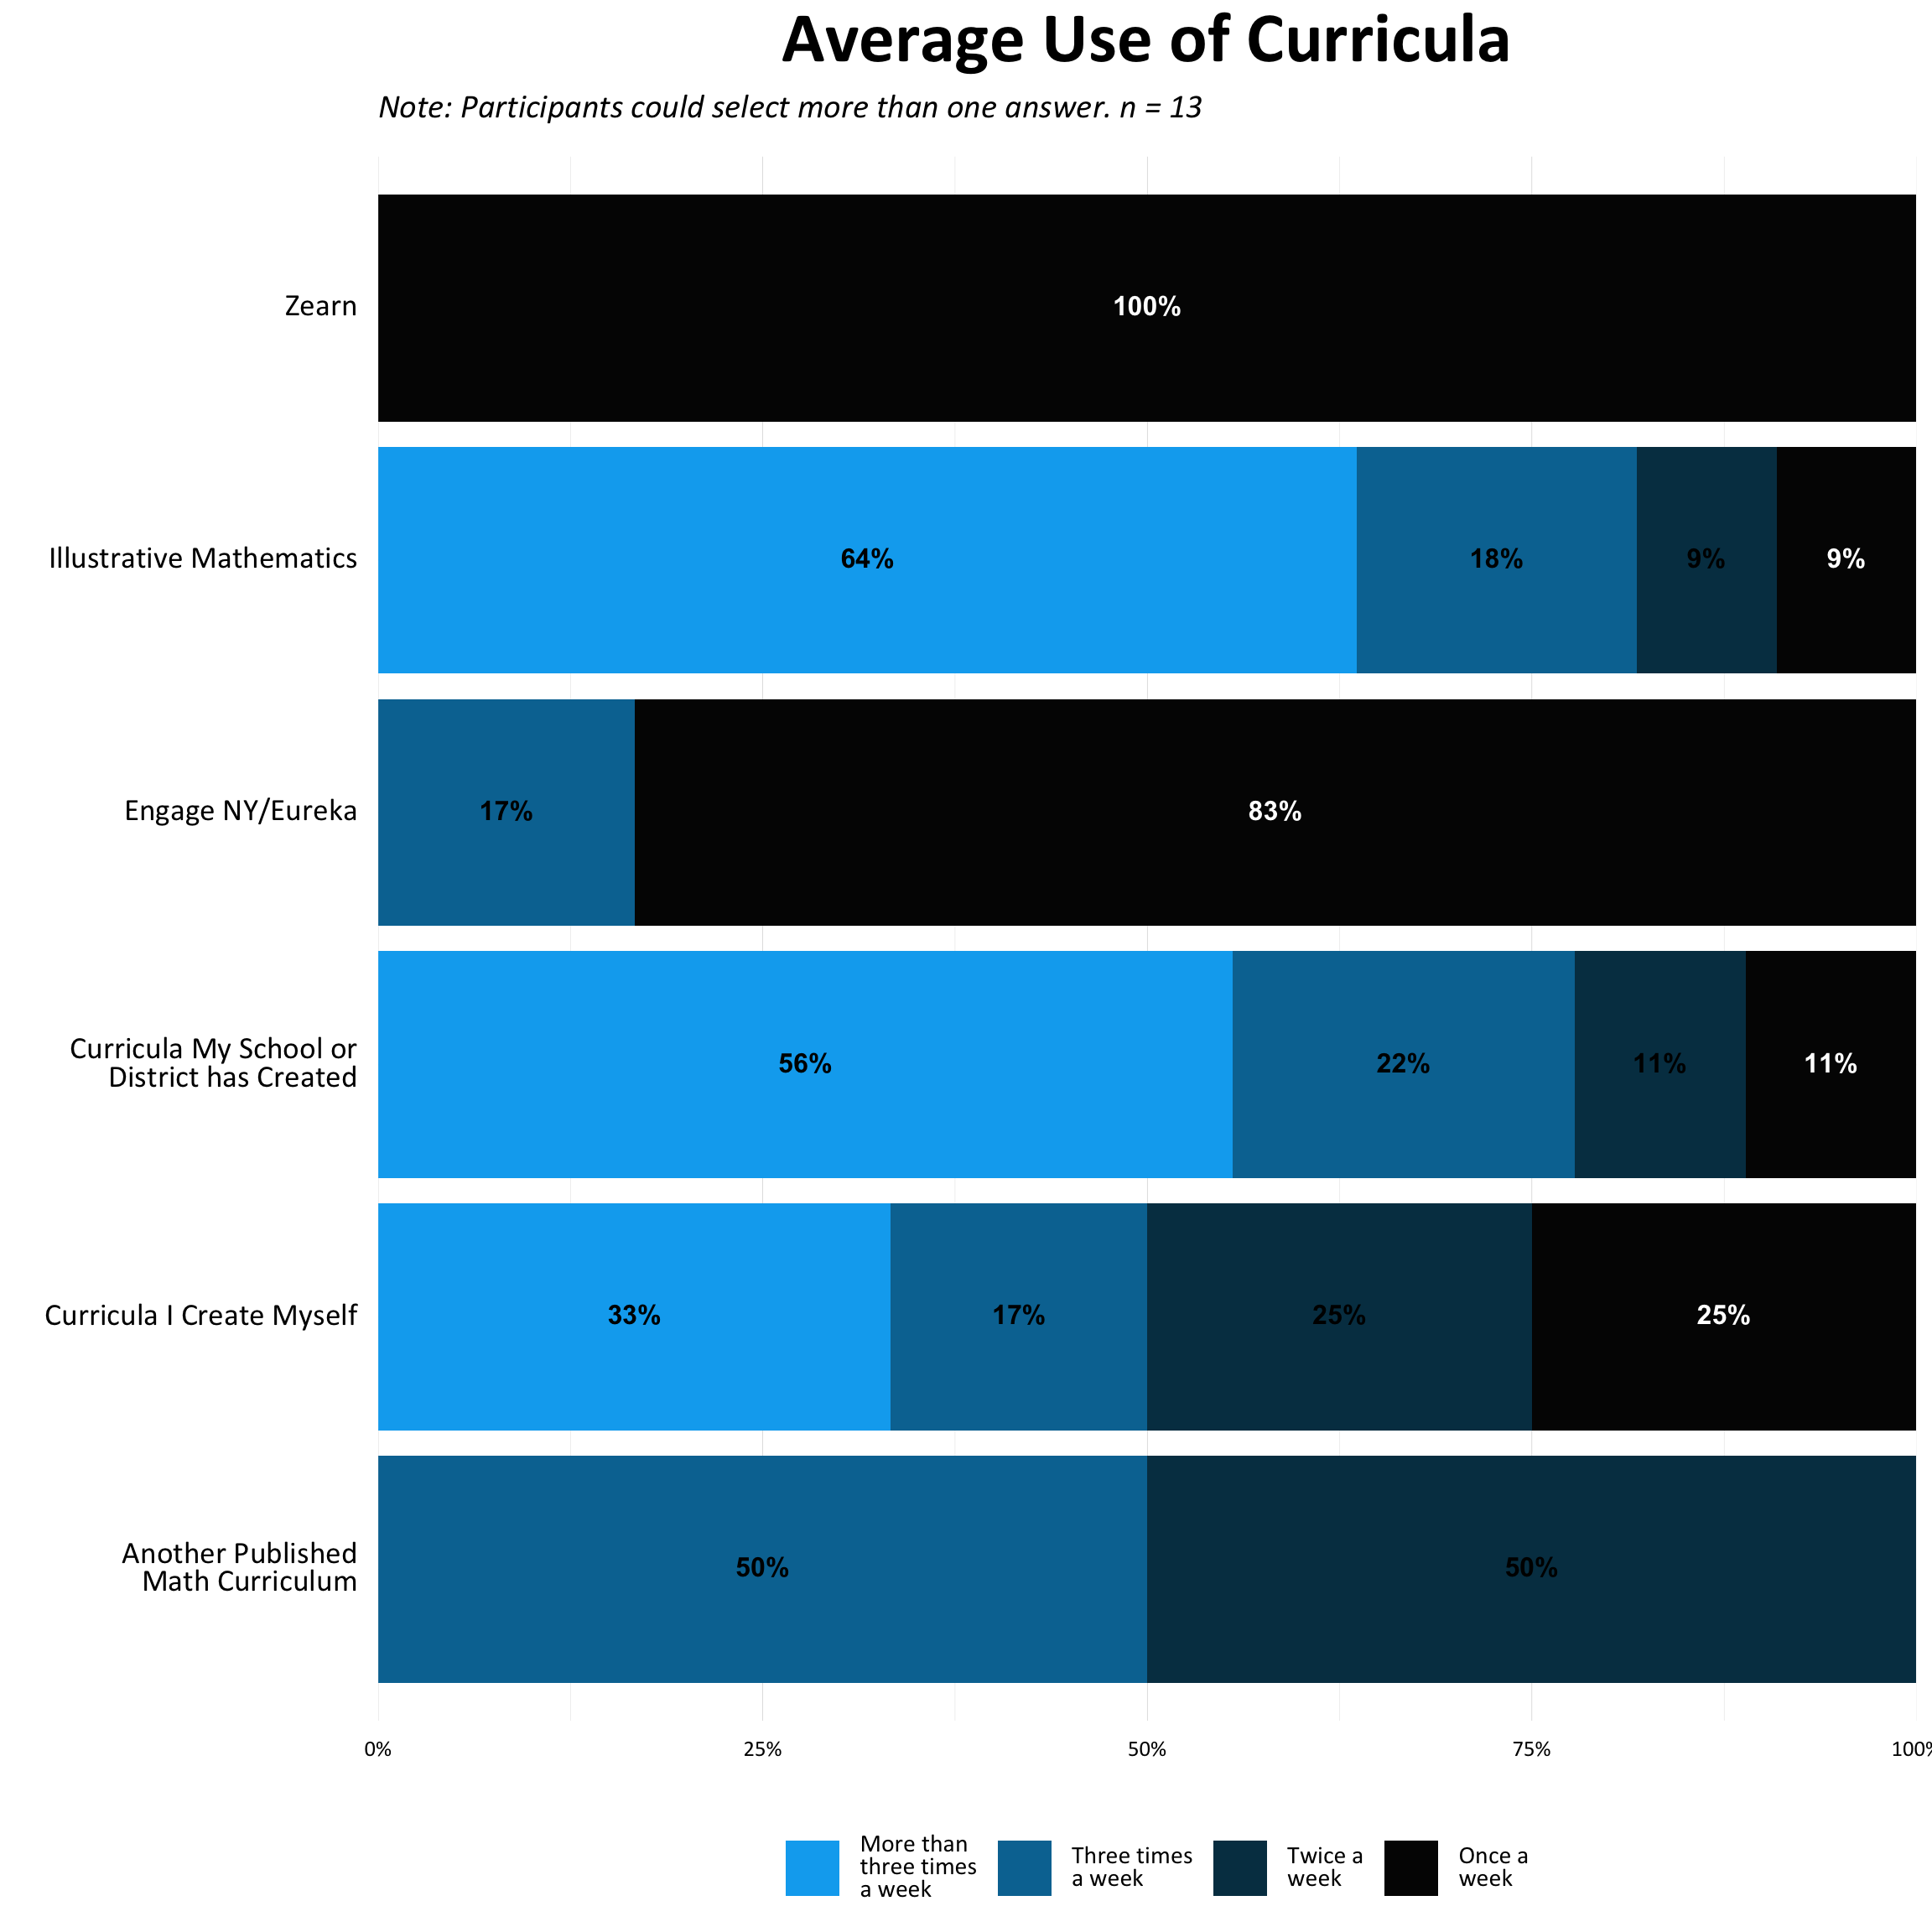 Average Use of Curricula
Note: Participants could select more than one answer. n = 13
Zearn
100%
Illustrative Mathematics
64%
18%
9%
9%
Engage NY/Eureka
17%
83%
Curricula My School or
District has Created
56%
22%
11%
11%
Curricula I Create Myself
33%
17%
25%
25%
Another Published
Math Curriculum
50%
50%
0%
25%
50%
75%
100%
More than
three times
a week
Three times
a week
Twice a
week
Once a
week